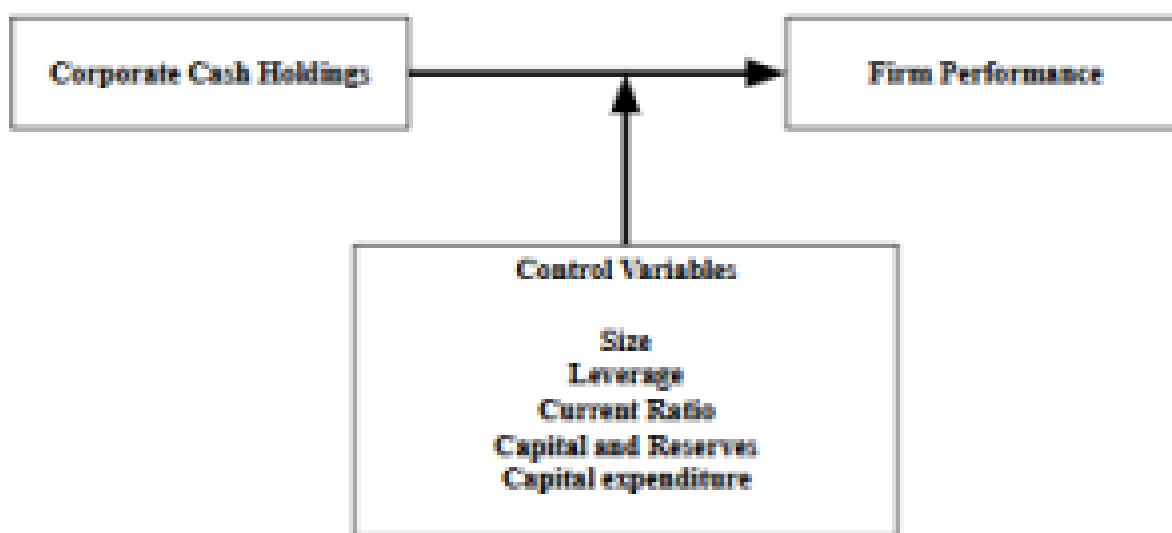 Corporate Cash Holdings
Firm Performance
Control Variables
Size
Leverage
Current Ratio
Capital and Reserves
Capital expenditure